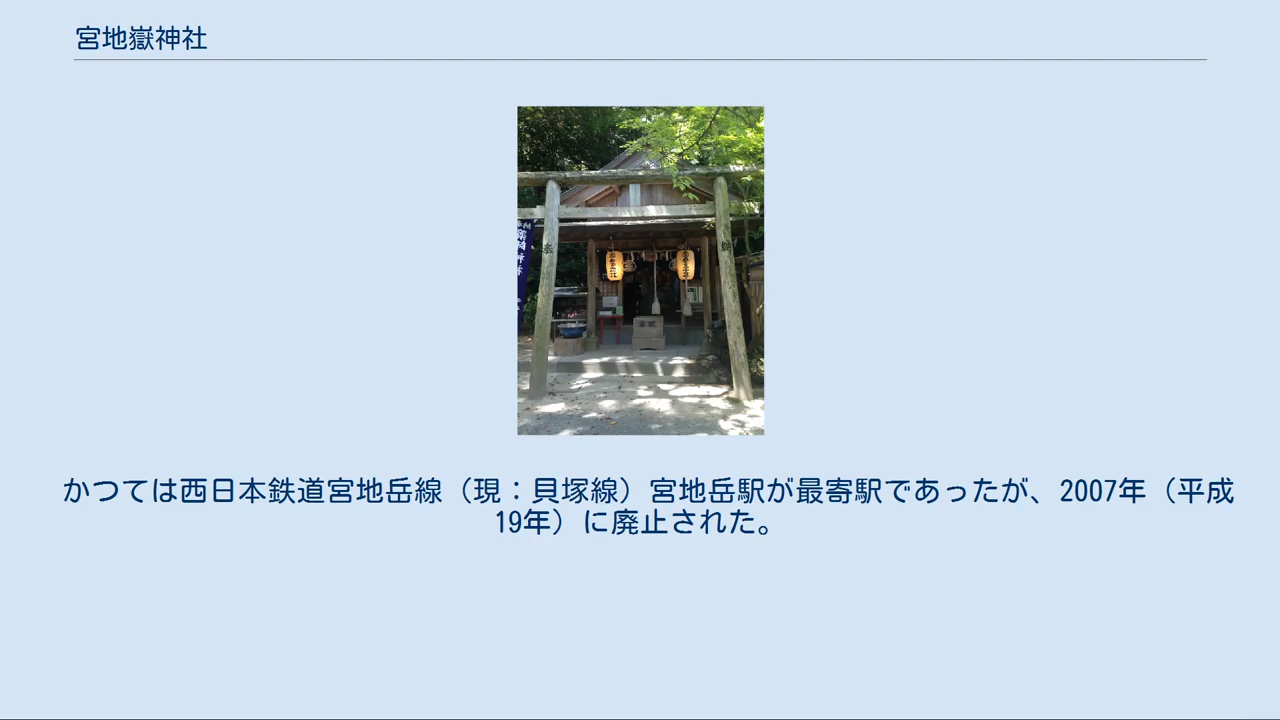 宮地嶽神社
奉
献
かつては西日本鉄道宮地岳線（現：貝塚線）宮地岳駅が最寄駅であったが、2007年（平成
19年）に廃止された。